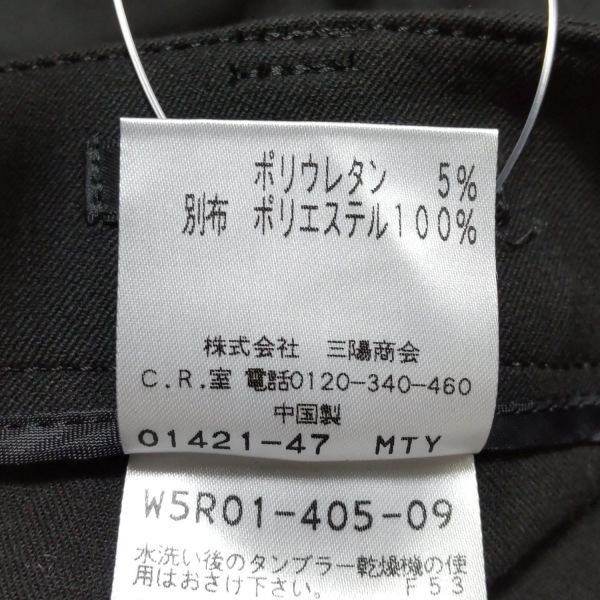 ポリウレタン 5%
別布 ポリエステル100%
株式会社 三陽商会
C.R.室 電話0120-340-460
中国製
01421-47 MTY
W5R01-405-09
水洗い後のタンブラー乾燥機の使
用はおさけ下さい。 F53